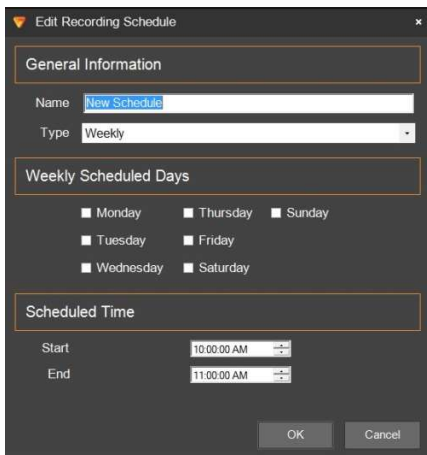 Edit Recording Schedule
General Information
Name New Schedule
Type Weekly
Weekly Scheduled Days
Monday Thursday Sunday
Tuesday Friday
Wednesday Saturday
Scheduled Time
Start 10:00:00 AM
End 11:00:00 AM
OK Cancel